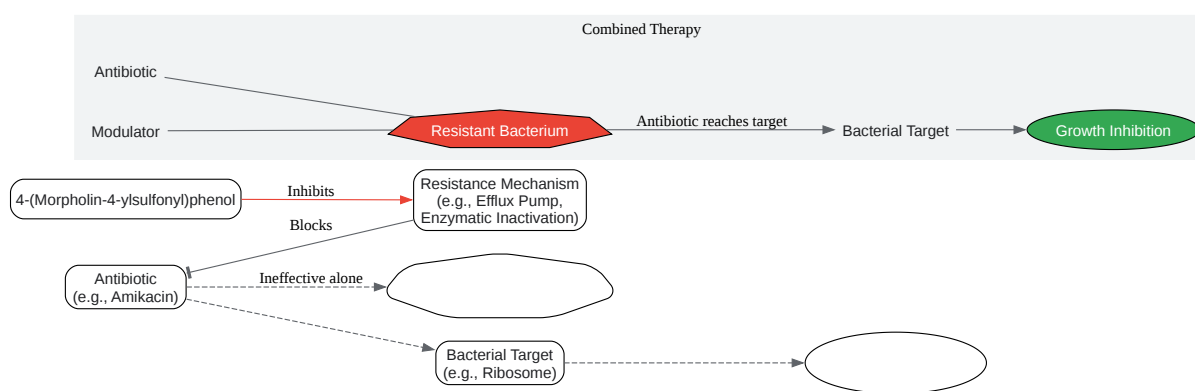 Combined Therapy
Antibiotic
Modulator
Resistant Bacterium
Antibiotic reaches target
Bacterial Target
Growth Inhibition
4-(Morpholin-4-ylsulfonyl)phenol
Inhibits
Resistance Mechanism
(e.g., Efflux Pump,
Enzymatic Inactivation)
Blocks
Antibiotic
(e.g., Amikacin)
Ineffective alone
Bacterial Target
(e.g., Ribosome)